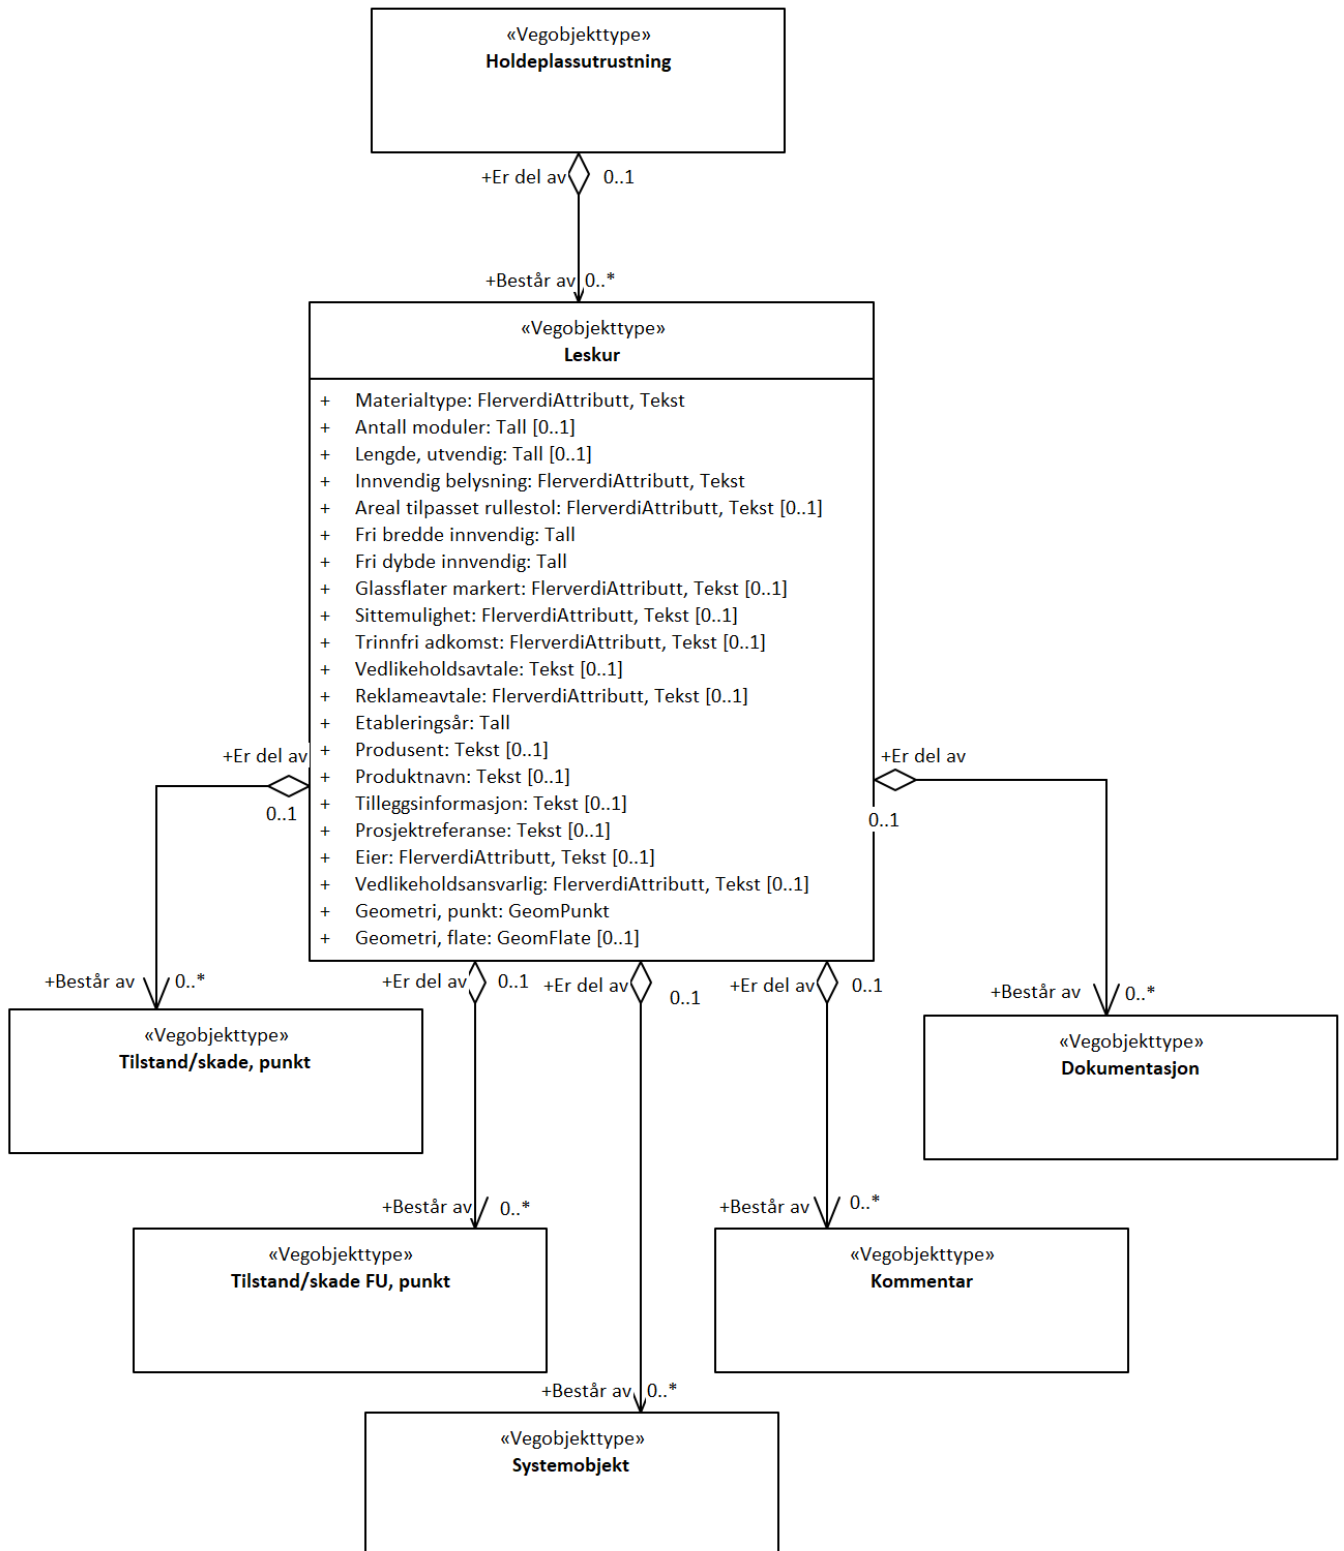 «Vegobjekttype»
Holdeplassutrustning
+Er del av 0..1
+Består av 0..*
«Vegobjekttype»
Leskur
+ Materialtype: FlerverdiAttributt, Tekst
+ Antall moduler: Tall [0..1]
+ Lengde, utvendig: Tall [0..1]
+ Innvendig belysning: FlerverdiAttributt, Tekst
+ Areal tilpasset rullestol: FlerverdiAttributt, Tekst [0..1]
+ Fri bredde innvendig: Tall
+ Fri dybde innvendig: Tall
+ Glassflater markert: FlerverdiAttributt, Tekst [0..1]
+ Sittemulighet: FlerverdiAttributt, Tekst [0..1]
+ Trinnfri adkomst: FlerverdiAttributt, Tekst [0..1]
+ Vedlikeholdsavtale: Tekst [0..1]
+ Reklameavtale: FlerverdiAttributt, Tekst [0..1]
+ Etableringsår: Tall
+ Produsent: Tekst [0..1]
+ Produktnavn: Tekst [0..1]
+ Tilleggsinformasjon: Tekst [0..1]
+ Prosjektreferanse: Tekst [0..1]
+ Eier: FlerverdiAttributt, Tekst [0..1]
+ Vedlikeholdsansvarlig: FlerverdiAttributt, Tekst [0..1]
+ Geometri, punkt: GeomPunkt
+ Geometri, flate: GeomFlate [0..1]
+Er del av
0..1
+Er del av
0..1
+Består av 0..*
+Er del av 0..1
+Er del av 0..1
+Er del av 0..1
+Består av 0..*
«Vegobjekttype»
Tilstand/skade, punkt
«Vegobjekttype»
Dokumentasjon
+Består av 0..*
+Består av 0..*
«Vegobjekttype»
Tilstand/skade FU, punkt
«Vegobjekttype»
Kommentar
+Består av 0..*
«Vegobjekttype»
Systemobjekt